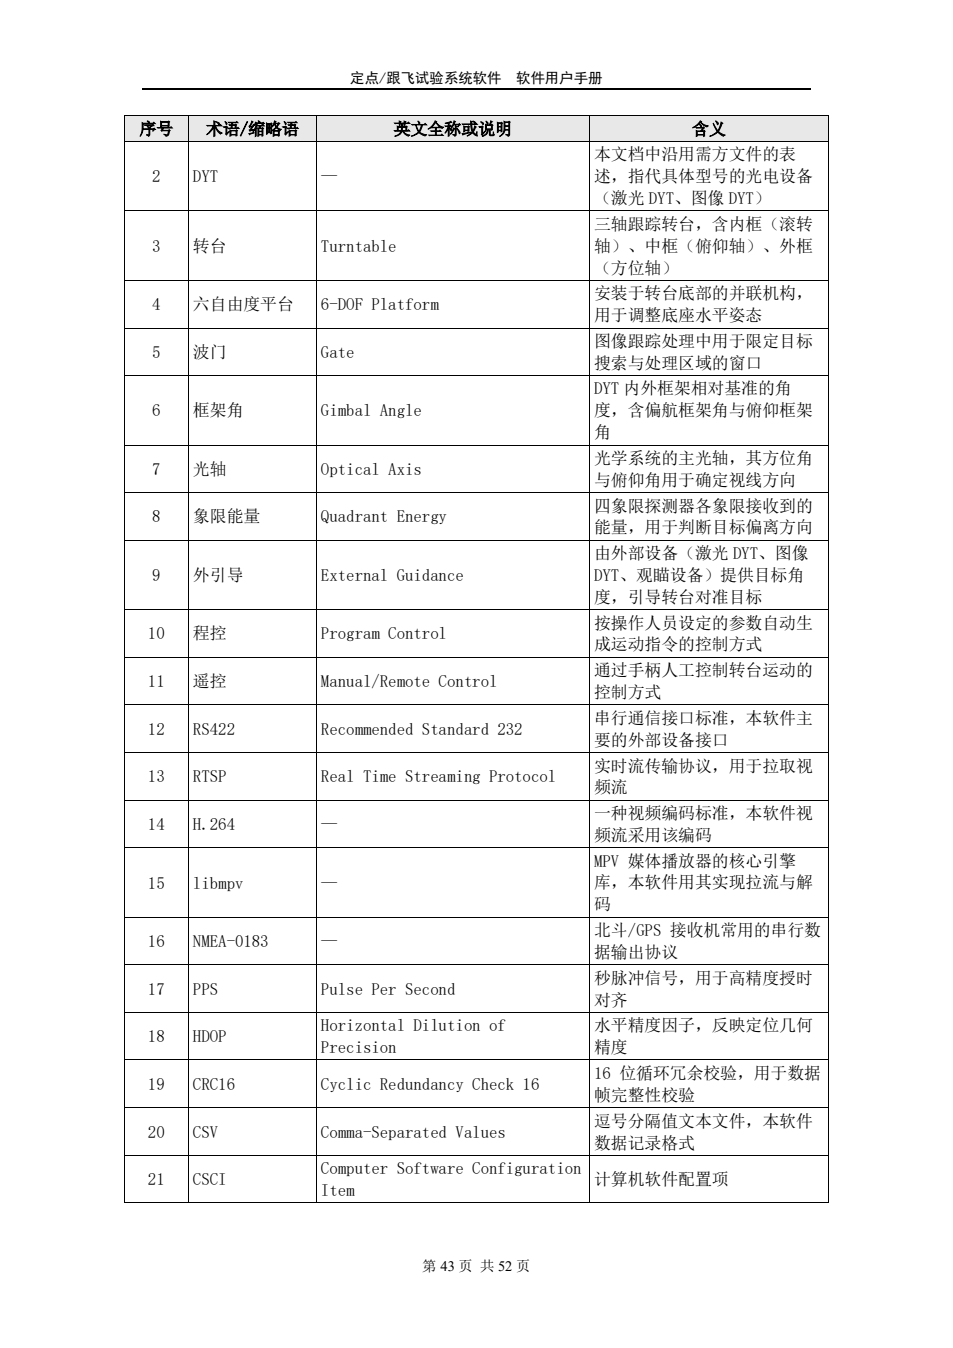 定点/跟飞试验系统软件　软件用户手册
序号 术语/缩略语 英文全称或说明 含义
2 DYT — 本文档中沿用需方文件的表
述，指代具体型号的光电设备
（激光 DYT、图像 DYT）
3 转台 Turntable 三轴跟踪转台，含内框（滚转
轴）、中框（俯仰轴）、外框
（方位轴）
4 六自由度平台 6-DOF Platform 安装于转台底部的并联机构，
用于调整底座水平姿态
5 波门 Gate 图像跟踪处理中用于限定目标
搜索与处理区域的窗口
6 框架角 Gimbal Angle DYT 内外框架相对基准的角
度，含偏航框架角与俯仰框架
角
7 光轴 Optical Axis 光学系统的主光轴，其方位角
与俯仰角用于确定视线方向
8 象限能量 Quadrant Energy 四象限探测器各象限接收到的
能量，用于判断目标偏离方向
9 外引导 External Guidance 由外部设备（激光 DYT、图像
DYT、观瞄设备）提供目标角
度，引导转台对准目标
10 程控 Program Control 按操作人员设定的参数自动生
成运动指令的控制方式
11 遥控 Manual/Remote Control 通过手柄人工控制转台运动的
控制方式
12 RS422 Recommended Standard 232 串行通信接口标准，本软件主
要的外部设备接口
13 RTSP Real Time Streaming Protocol 实时流传输协议，用于拉取视
频流
14 H.264 — 一种视频编码标准，本软件视
频流采用该编码
15 libmpv — MPV 媒体播放器的核心引擎
库，本软件用其实现拉流与解
码
16 NMEA-0183 — 北斗/GPS 接收机常用的串行数
据输出协议
17 PPS Pulse Per Second 秒脉冲信号，用于高精度授时
对齐
18 HDOP Horizontal Dilution of
Precision 水平精度因子，反映定位几何
精度
19 CRC16 Cyclic Redundancy Check 16 16 位循环冗余校验，用于数据
帧完整性校验
20 CSV Comma-Separated Values 逗号分隔值文本文件，本软件
数据记录格式
21 CSCI Computer Software Configuration
Item 计算机软件配置项
第 43 页 共 52 页